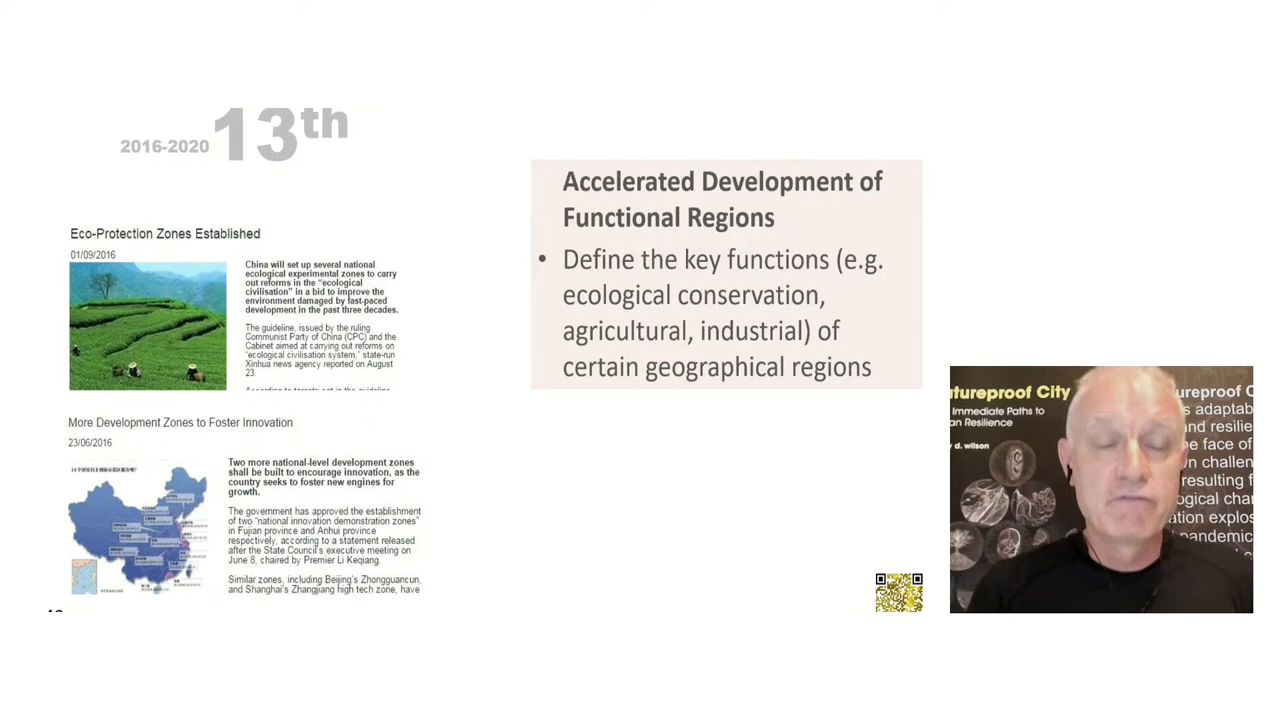 2016-2020 13th
Eco-Protection Zones Established
01/09/2016
China will set up several national
ecological experimental zones to carry
out reforms in the "ecological
civilisation" in a bid to improve the
environment damaged by fast-paced
development in the past three decades.
The guideline, issued by the ruling
Communist Party of China (CPC) and the
Cabinet aimed at carrying out reforms on
"ecological civilisation system," state-run
Xinhua news agency reported on August
23.
More Development Zones to Foster Innovation
23/06/2016
Two more national-level development zones
shall be built to encourage innovation, as the
country seeks to foster new engines for
growth.
The government has approved the establishment
of two "national innovation demonstration zones"
in Fujian province and Anhui province
respectively, according to a statement released
after the State Council's executive meeting on
June 8, chaired by Premier Li Keqiang.
Similar zones, including Beijing's Zhongguancun,
and Shanghai's Zhangjiang high tech zone, have
Accelerated Development of
Functional Regions
• Define the key functions (e.g.
ecological conservation,
agricultural, industrial) of
certain geographical regions
utureproof City
Immediate Paths to
an Resilience
y d. wilson
ureproof C
s adaptab
and resilie
e face of
wn challen
resulting f
ogical cha
ation explos
pandemic